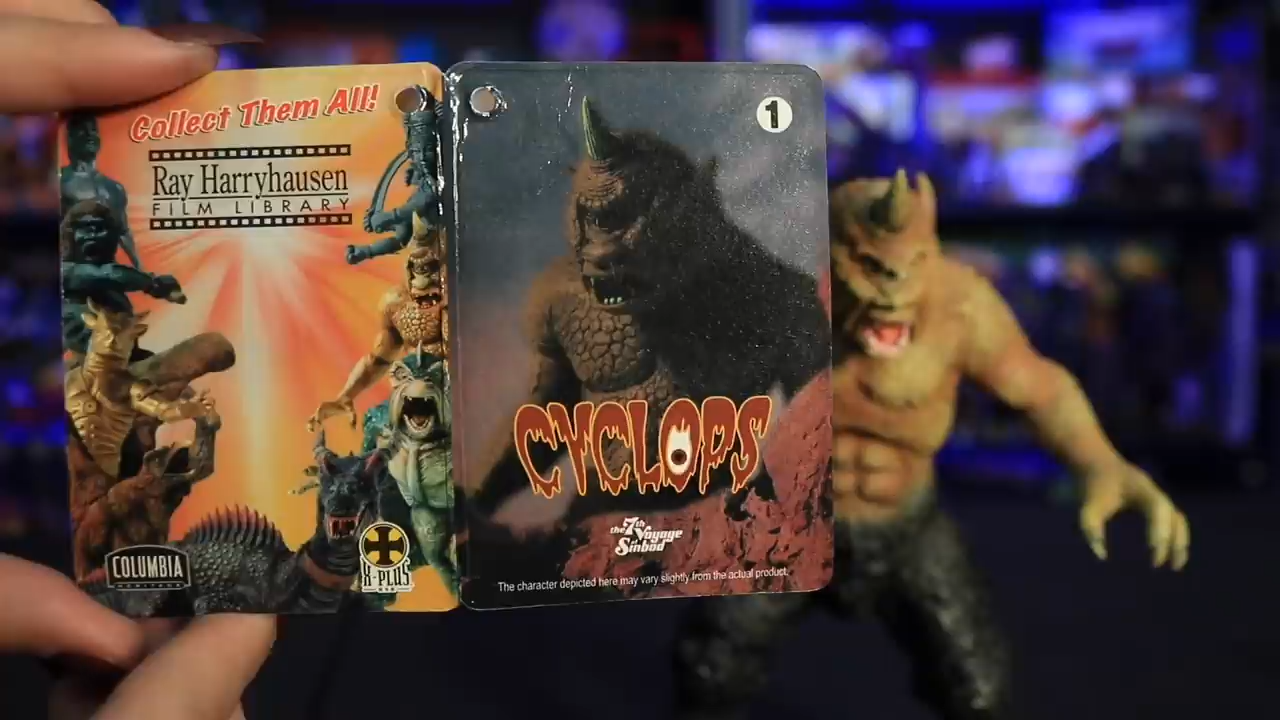 Collect Them All!
Ray Harryhausen
FILM LIBRARY
COLUMBIA
X-PLUS
1
CYCLOPS
the 7th
Voyage
of
Sinbad
The character depicted here may vary slightly from the actual product.